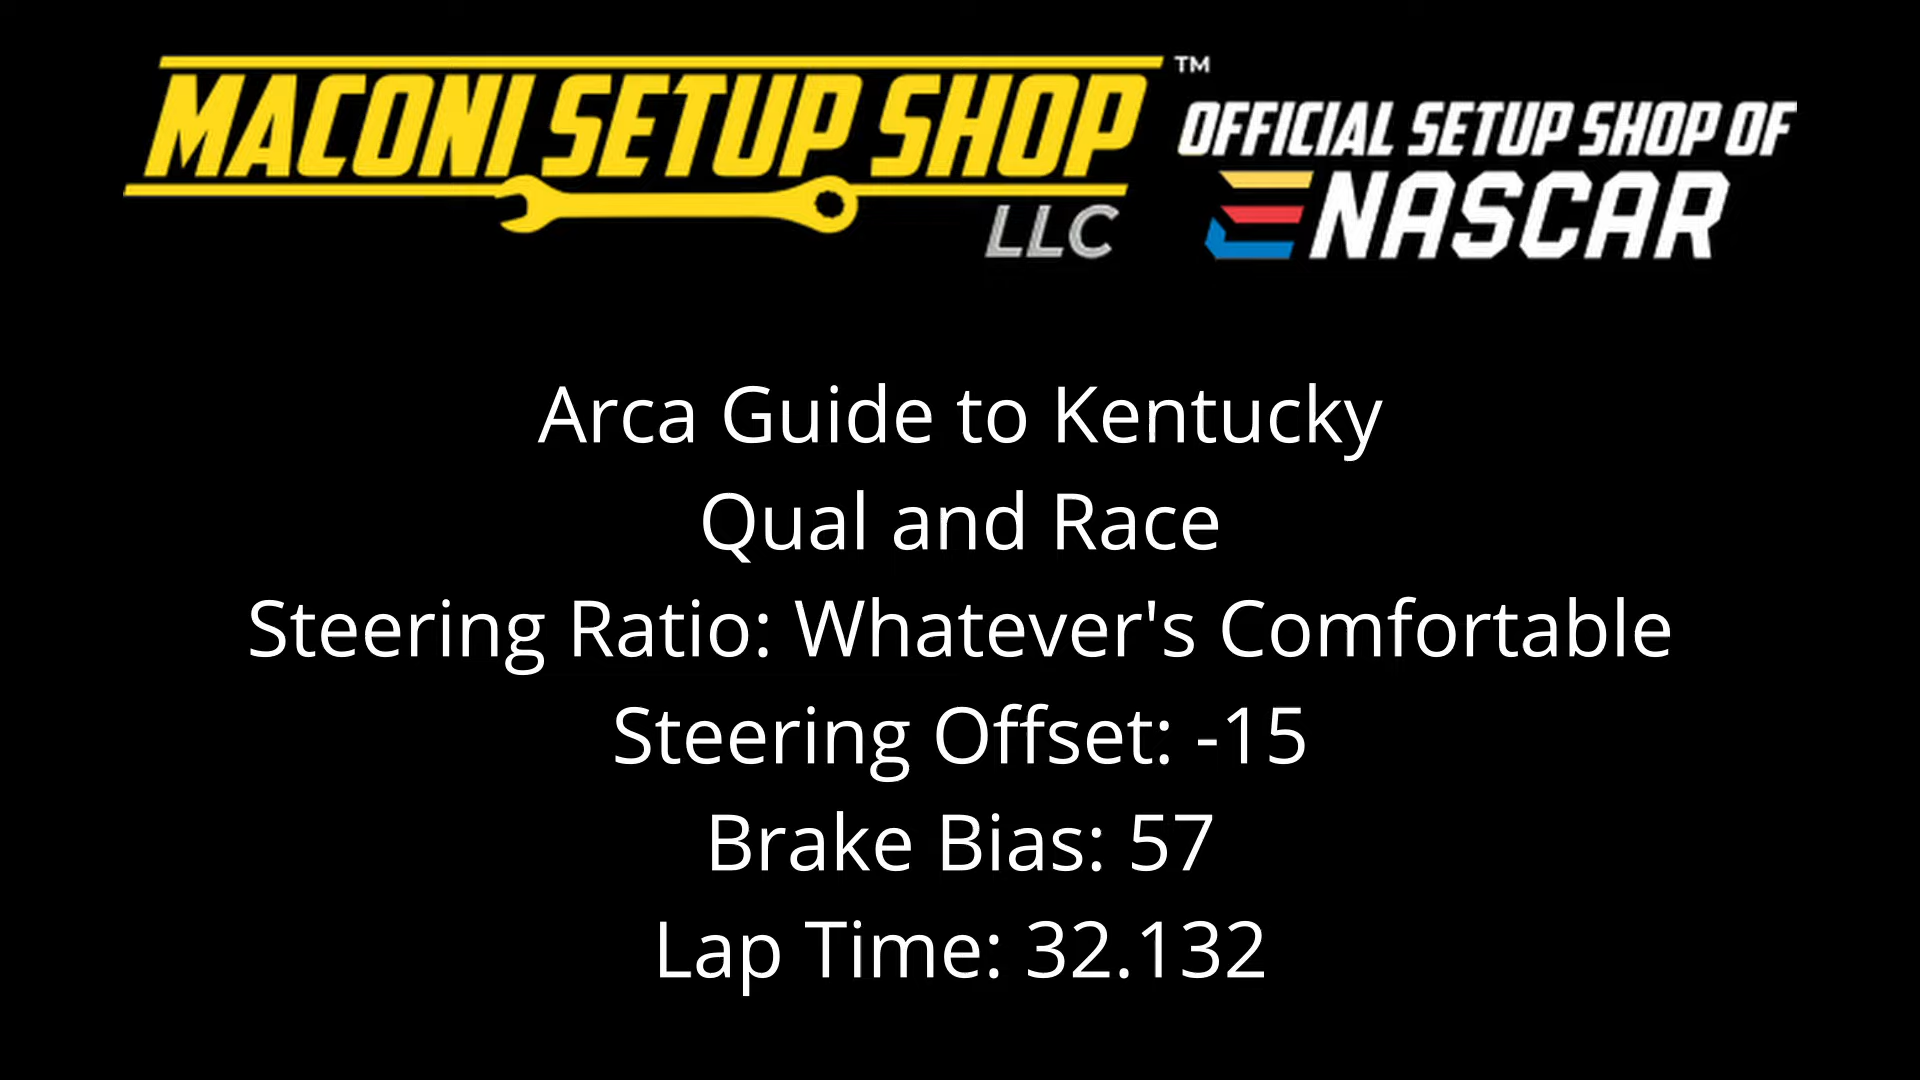 MACONI SETUP SHOP ™
LLC
OFFICIAL SETUP SHOP OF
ENASCAR
Arca Guide to Kentucky
Qual and Race
Steering Ratio: Whatever's Comfortable
Steering Offset: -15
Brake Bias: 57
Lap Time: 32.132